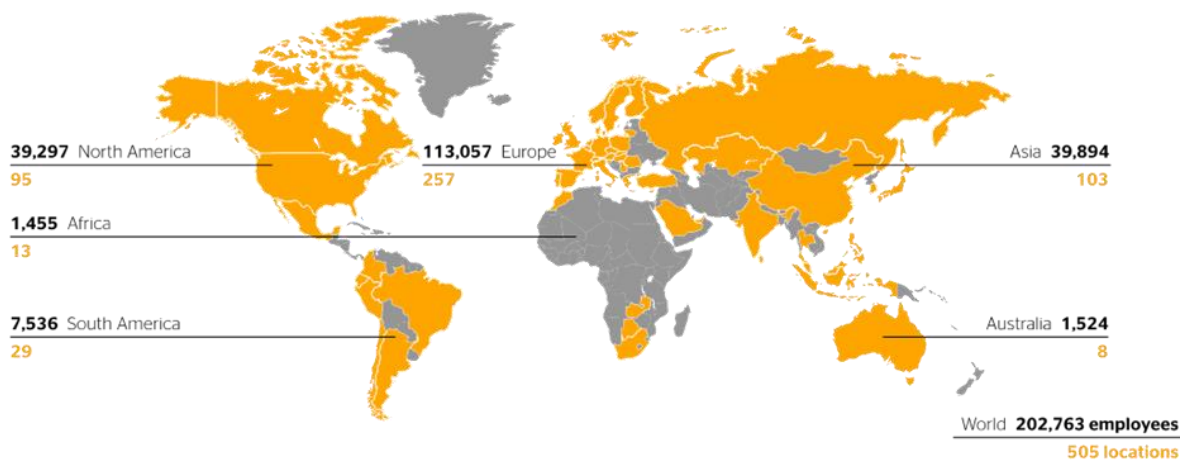 39,297 North America
95
113,057 Europe
257
Asia 39,894
103
1,455 Africa
13
7,536 South America
29
Australia 1,524
8
World 202,763 employees
505 locations